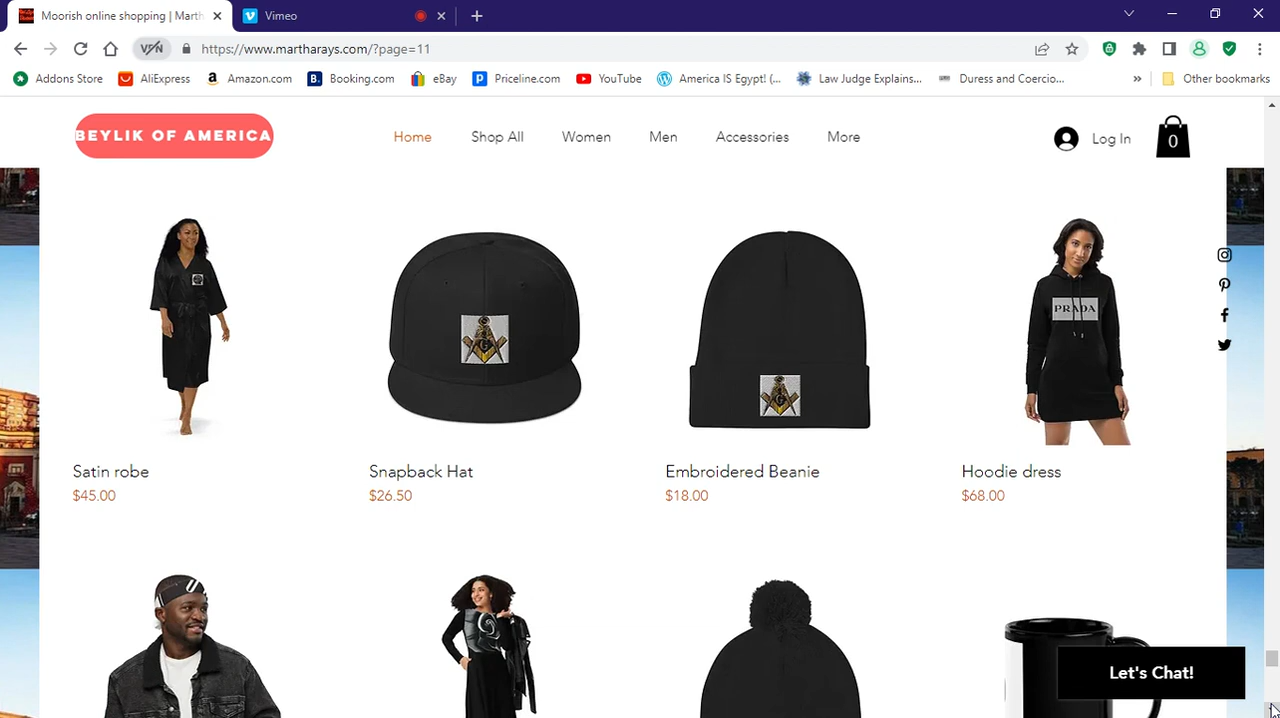 Moorish online shopping | Marth
Vimeo
VPN
https://www.martharays.com/?page=11
Addons Store
AliExpress
Amazon.com
Booking.com
eBay
Priceline.com
YouTube
America IS Egypt! (...
Law Judge Explains...
Duress and Coercio...
»
Other bookmarks
BEYLIK OF AMERICA
Home
Shop All
Women
Men
Accessories
More
Log In
0
G
G
PRADA
Satin robe
$45.00
Snapback Hat
$26.50
Embroidered Beanie
$18.00
Hoodie dress
$68.00
Let's Chat!